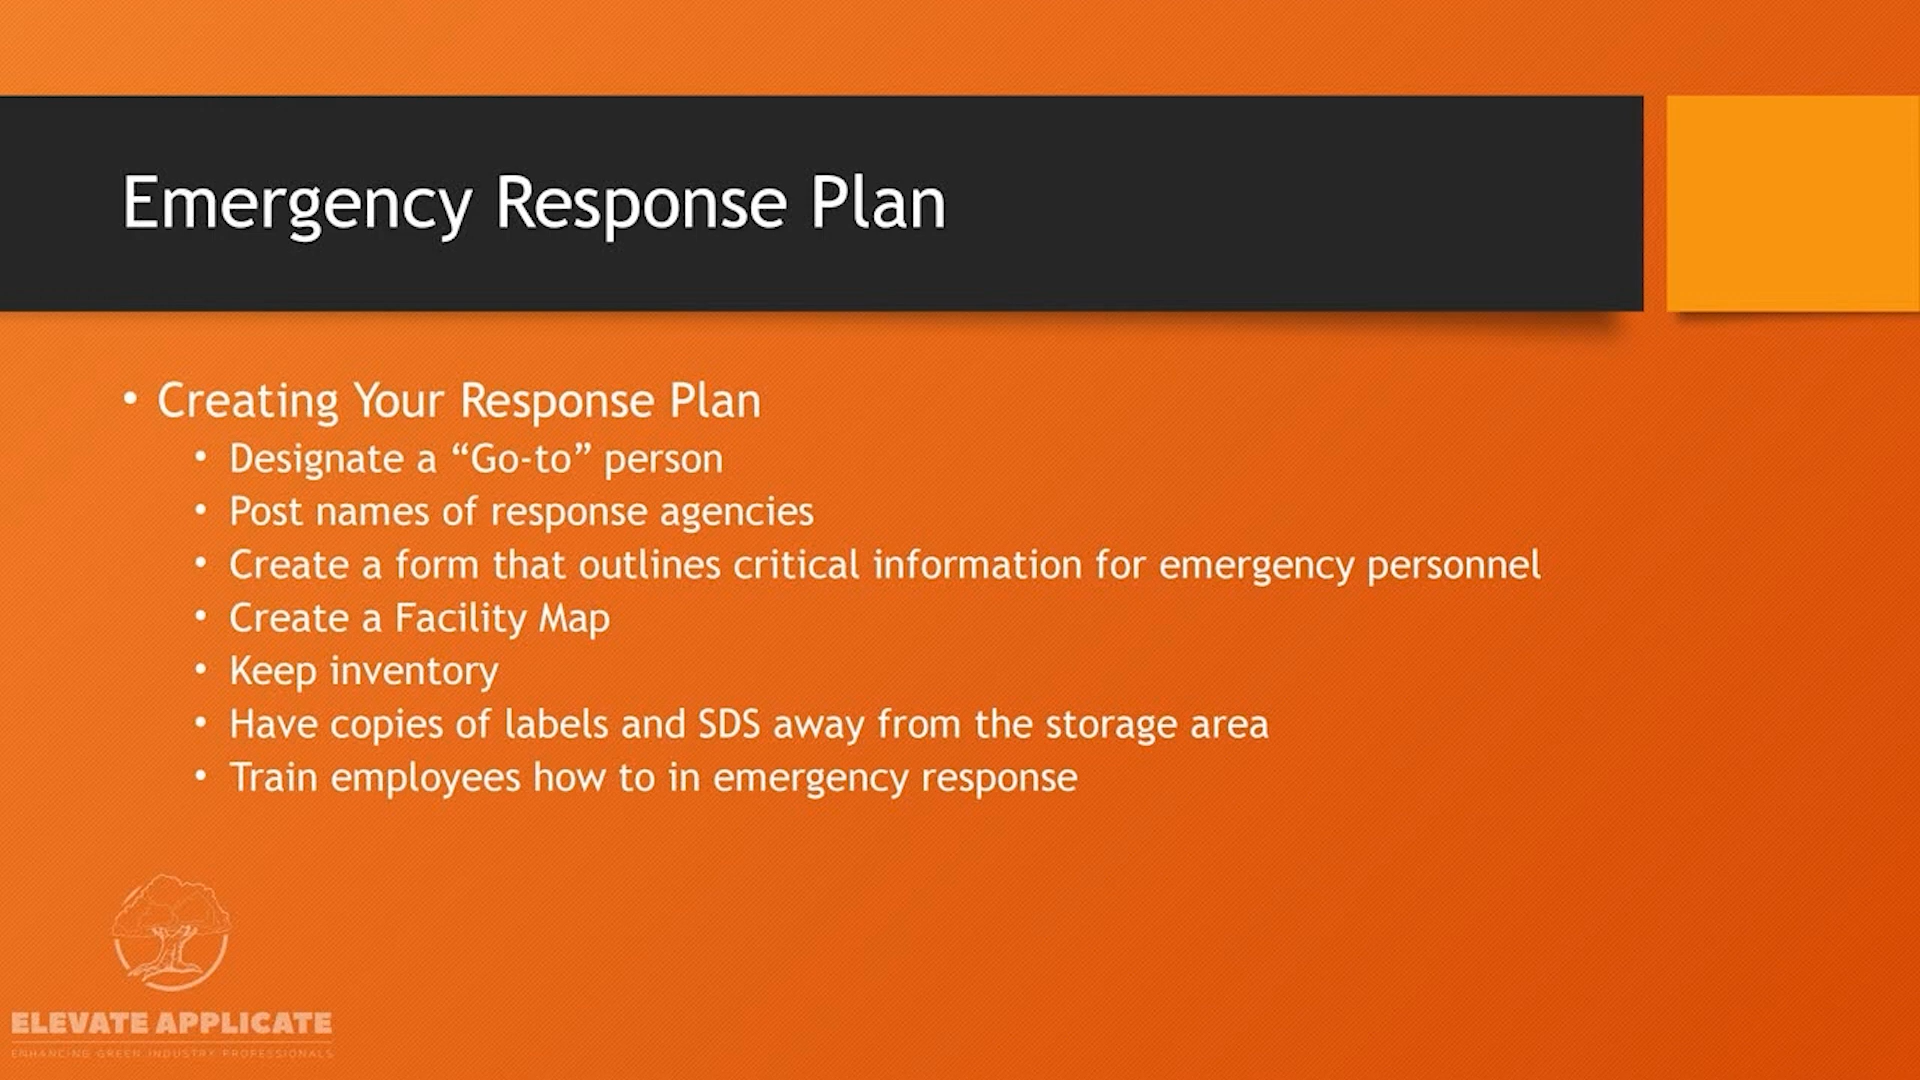 Emergency Response Plan
• Creating Your Response Plan
• Designate a “Go-to” person
• Post names of response agencies
• Create a form that outlines critical information for emergency personnel
• Create a Facility Map
• Keep inventory
• Have copies of labels and SDS away from the storage area
• Train employees how to in emergency response
ELEVATE APPLICATE
ENHANCING GREEN INDUSTRY PROFESSIONALS